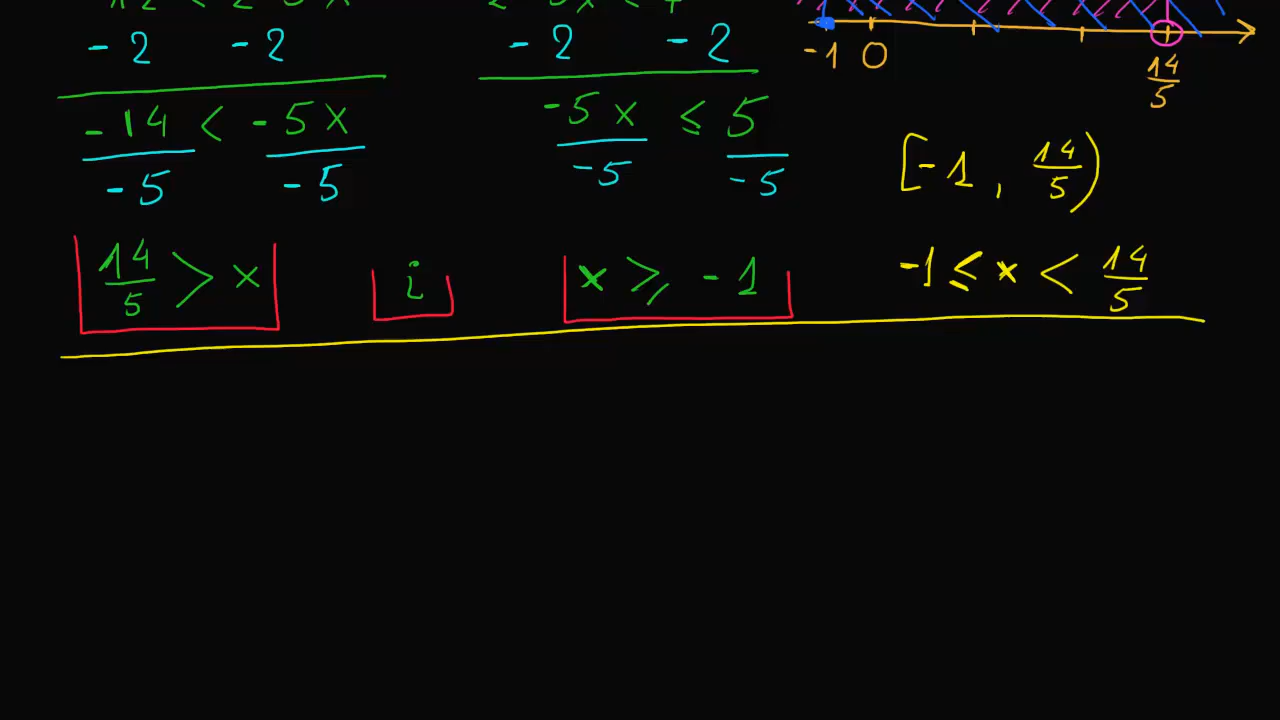 -2 -2
-14 < -5x
-5 -5
14/5 > x
i
-2 -2
-5x ≤ 5
-5 -5
x ≥ -1
-1 0 14/5
[-1, 14/5)
-1 ≤ x < 14/5